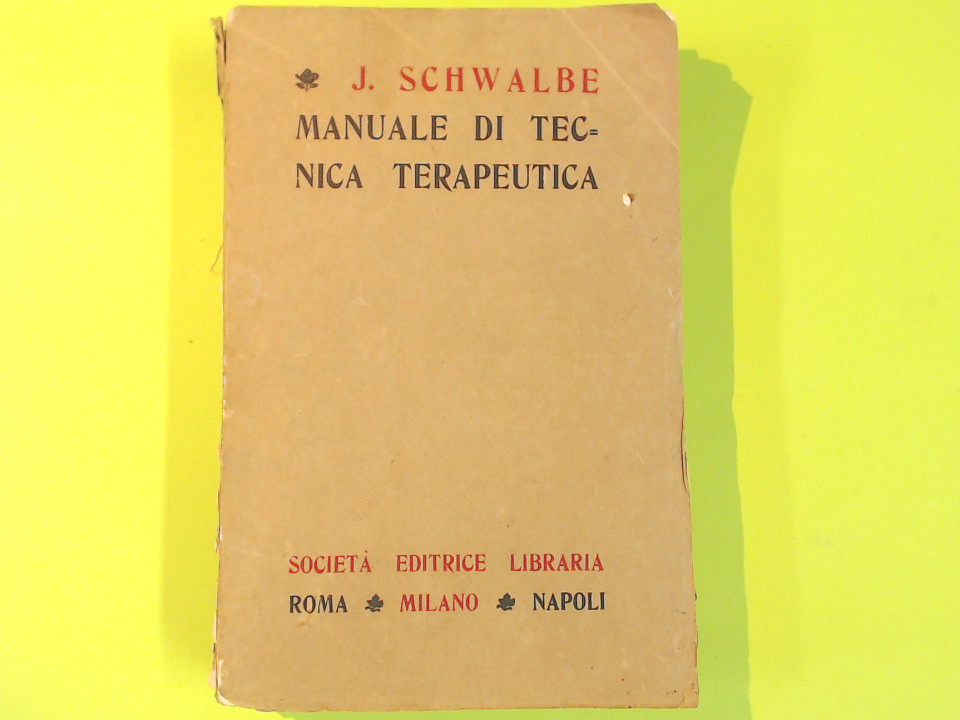 J. SCHWALBE
MANUALE DI TEC=
NICA TERAPEUTICA
SOCIETÀ EDITRICE LIBRARIA
ROMA MILANO NAPOLI